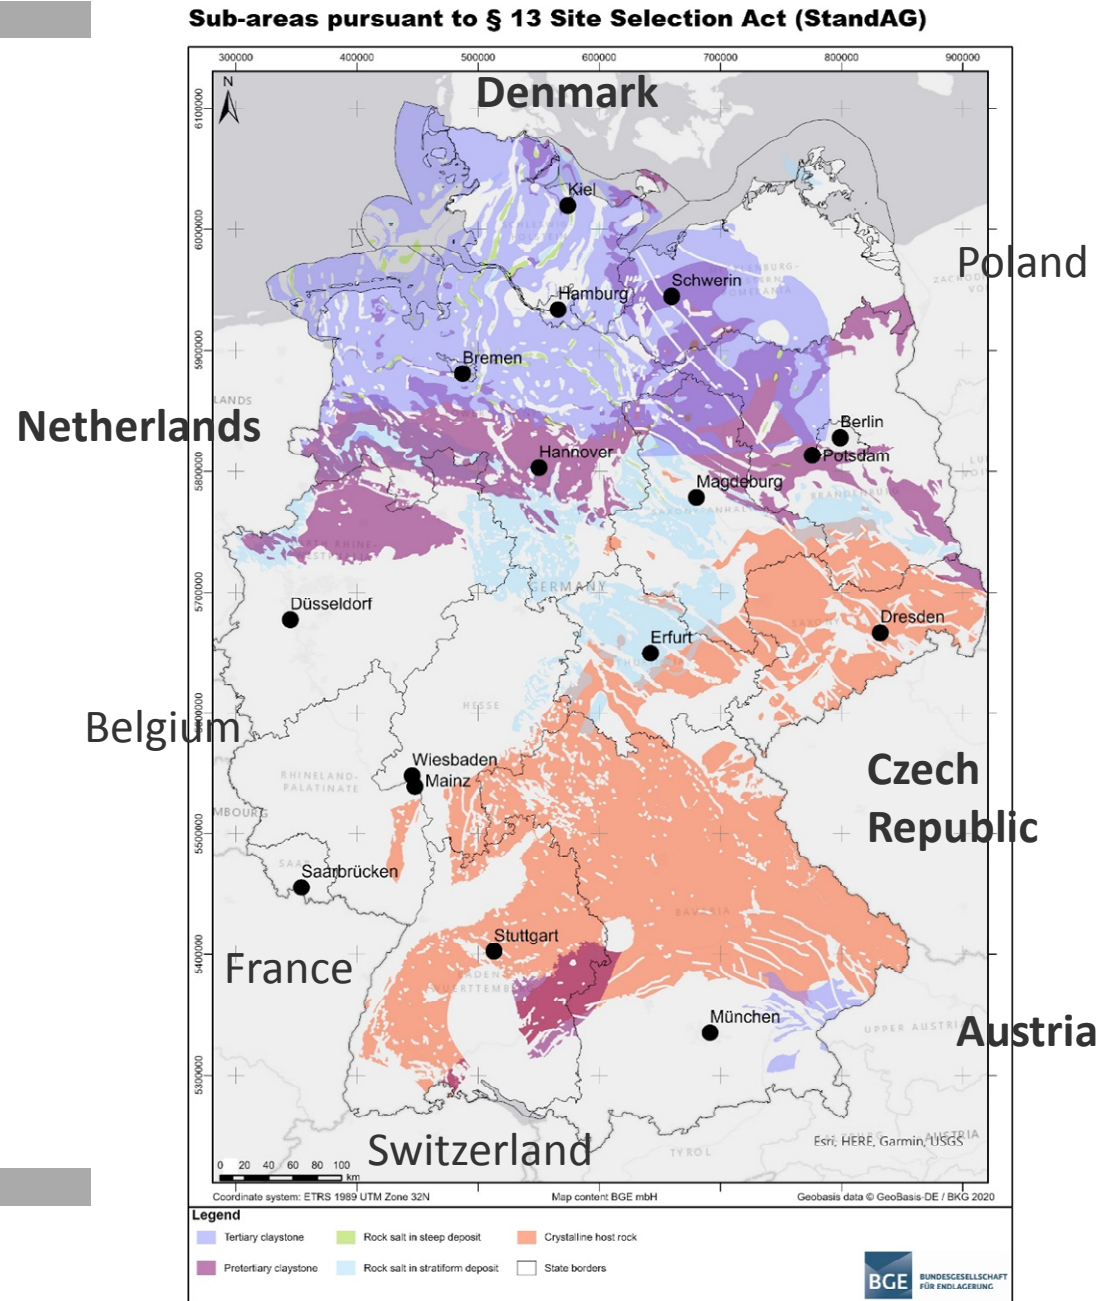 Sub-areas pursuant to § 13 Site Selection Act (StandAG)
300000 400000 500000 600000 700000 800000 900000
N
6100000
Denmark
Kiel
6000000
Poland
Schwerin
Hamburg
5900000
Bremen
LANDS
Netherlands
Berlin
Hannover
Potsdam
5800000
Magdeburg
BRANDENBURG
GERMANY
5700000
Düsseldorf
Dresden
Erfurt
HESSE
Belgium
Wiesbaden
Mainz
RHINELAND-
PALATINATE
Czech
Republic
MBOURG
5500000
Saarbrücken
BAVARIA
Stuttgart
5400000
France
München
UPPER AUSTRIA
Austria
5300000
AUSTRIA
Esri, HERE, Garmin, USGS
Switzerland
TYROL
0 20 40 60 80 100
km
Coordinate system: ETRS 1989 UTM Zone 32N Map content BGE mbH Geobasis data © GeoBasis-DE / BKG 2020
Legend
Tertiary claystone Rock salt in steep deposit Crystalline host rock
Pretertiary claystone Rock salt in stratiform deposit State borders
BGE BUNDESGESELLSCHAFT
FÜR ENDLAGERUNG